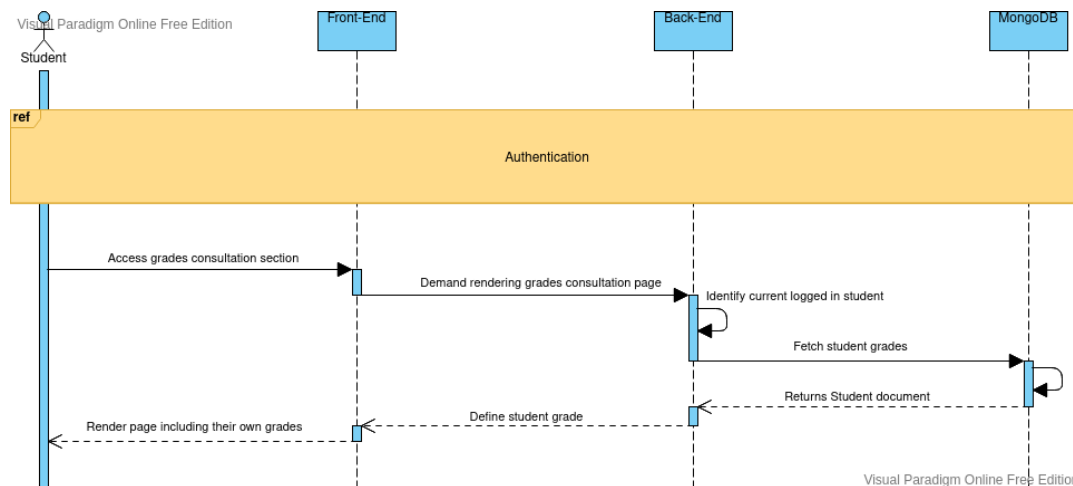 Visual Paradigm Online Free Edition
Front-End
Back-End
MongoDB
Student
ref
Authentication
Access grades consultation section
Demand rendering grades consultation page
Identify current logged in student
Fetch student grades
Returns Student document
Define student grade
Render page including their own grades
Visual Paradigm Online Free Edition